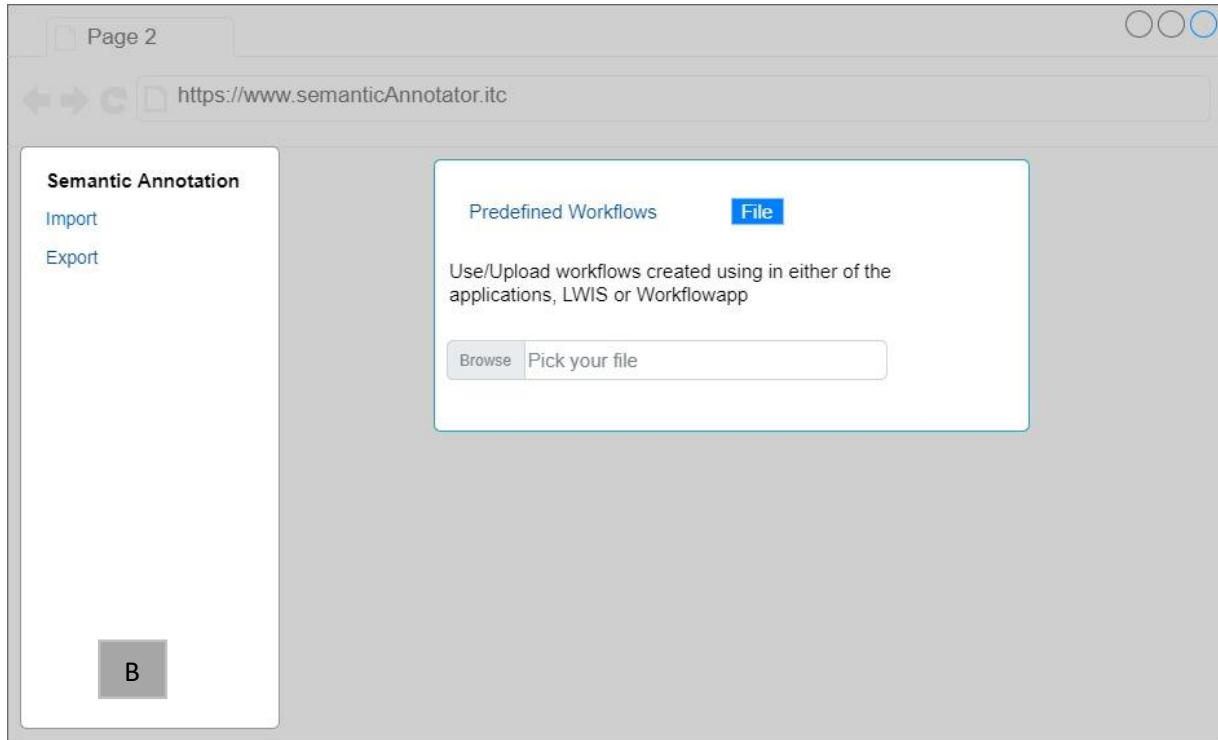 Page 2
https://www.semanticAnnotator.itc
Semantic Annotation
Import
Export
B
Predefined Workflows File
Use/Upload workflows created using in either of the
applications, LWIS or Workflowapp
Browse Pick your file